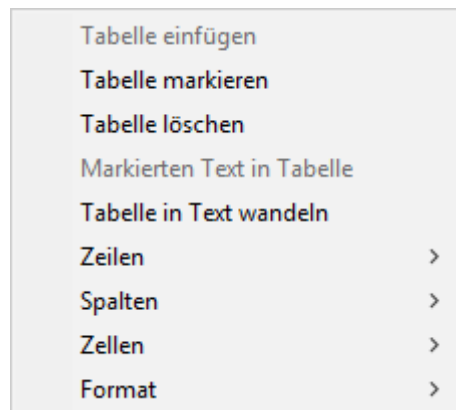 Tabelle einfügen
Tabelle markieren
Tabelle löschen
Markierten Text in Tabelle
Tabelle in Text wandeln
Zeilen
Spalten
Zellen
Format